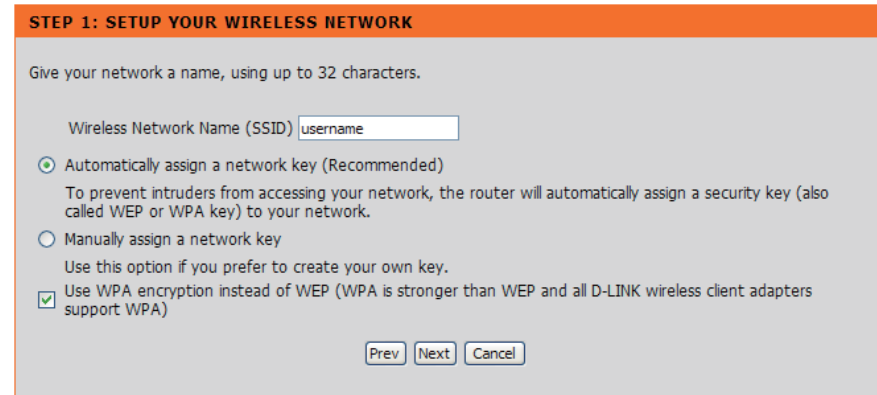 STEP 1: SETUP YOUR WIRELESS NETWORK
Give your network a name, using up to 32 characters.
Wireless Network Name (SSID) username
Automatically assign a network key (Recommended)
To prevent intruders from accessing your network, the router will automatically assign a security key (also
called WEP or WPA key) to your network.
Manually assign a network key
Use this option if you prefer to create your own key.
Use WPA encryption instead of WEP (WPA is stronger than WEP and all D-LINK wireless client adapters
support WPA)
Prev Next Cancel